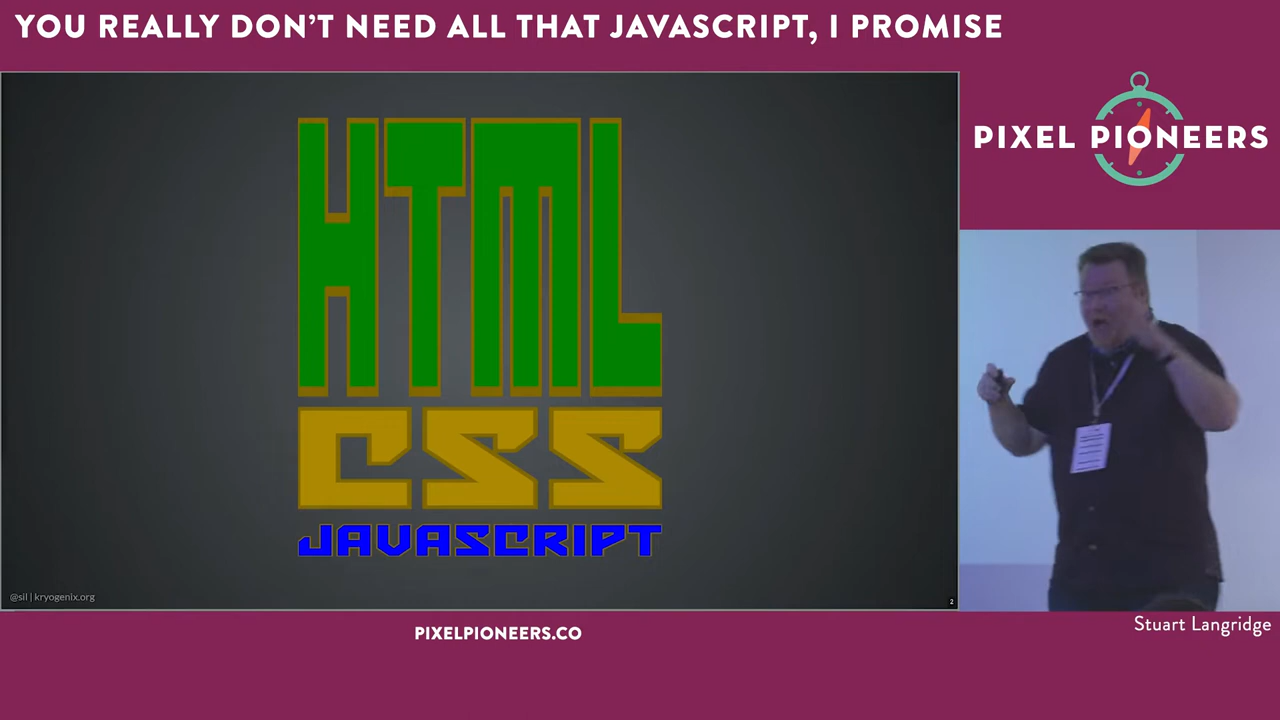 YOU REALLY DON'T NEED ALL THAT JAVASCRIPT, I PROMISE
HTML
CSS
JAVASCRIPT
@sil | kryogenix.org
2
PIXEL PIONEERS
Stuart Langridge
PIXELPIONEERS.CO